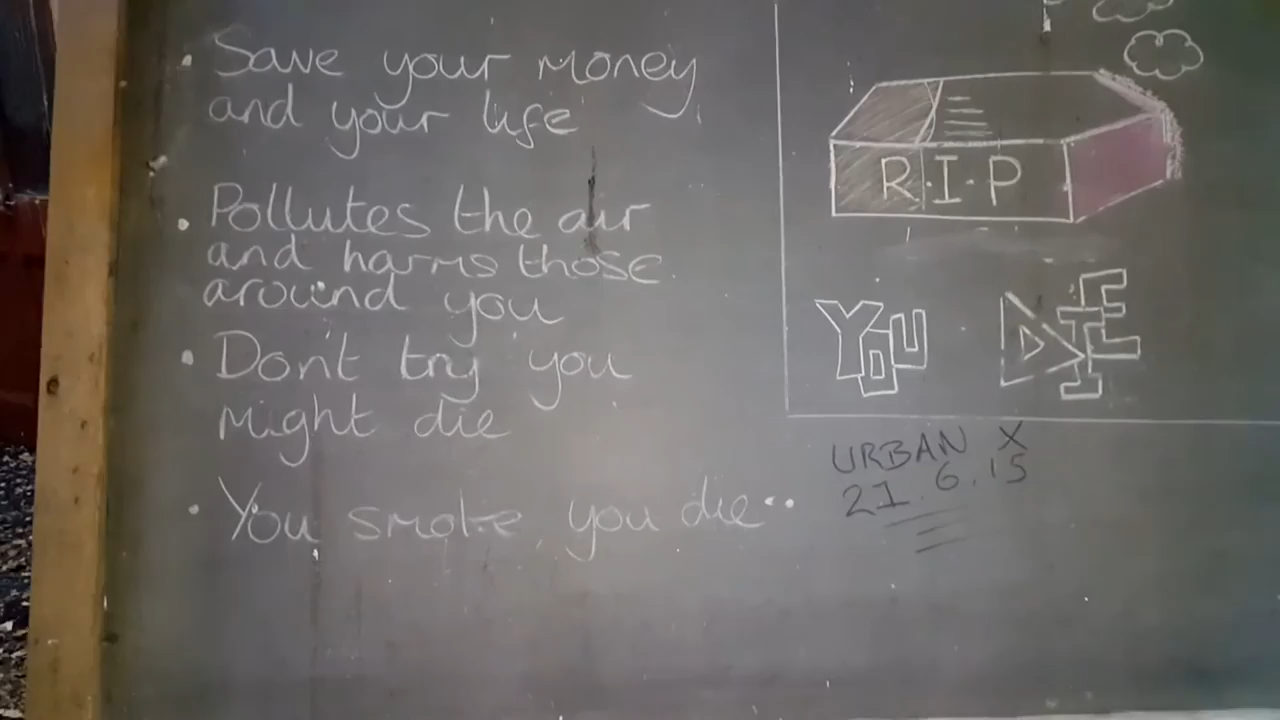 • Save your money
and your life
• Pollutes the air
and harms those
around you
• Don't try you
might die
• You smoke you die..
R.I.P
YOU DIE
URBAN X
21.6.15